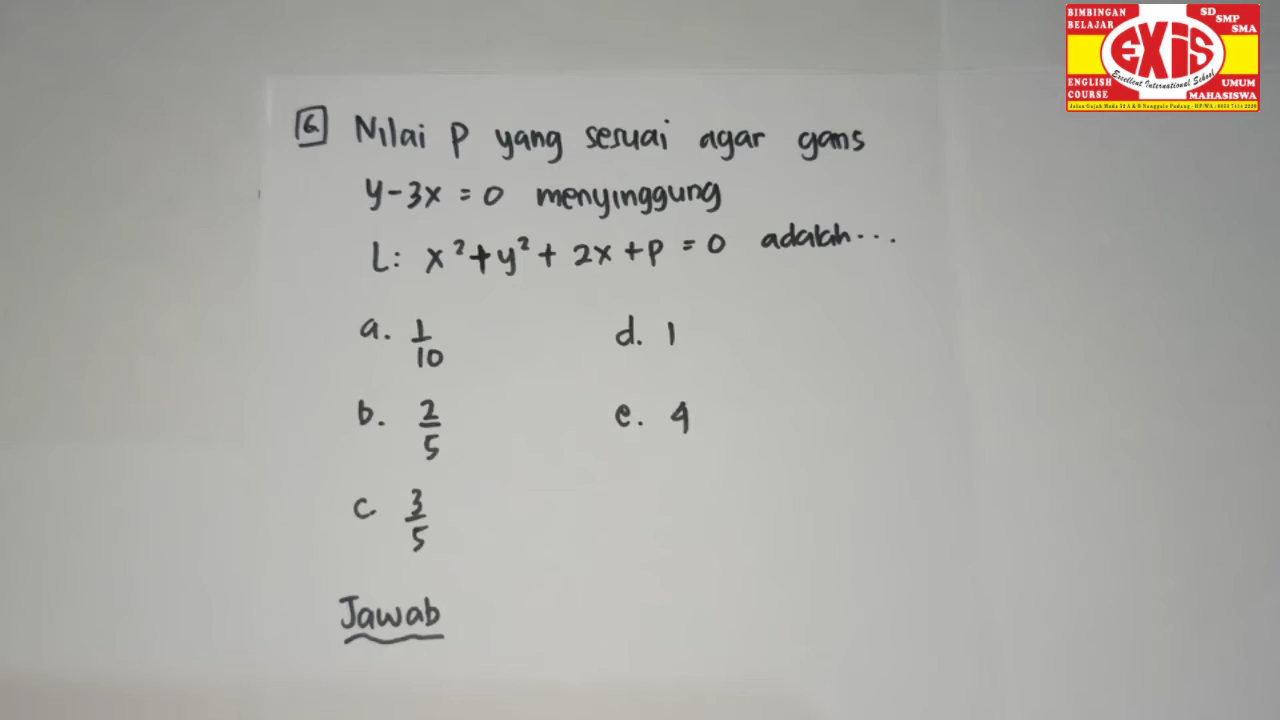 BIMBINGAN BELAJAR
SD SMP SMA
EXIS
Excellent International School
ENGLISH COURSE
UMUM MAHASISWA
6 Nilai p yang sesuai agar garis
y-3x = 0 menyinggung
L: x²+y²+ 2x+p = 0 adalah...
a. 1/10
d. 1
b. 2/5
e. 4
c 3/5
Jawab